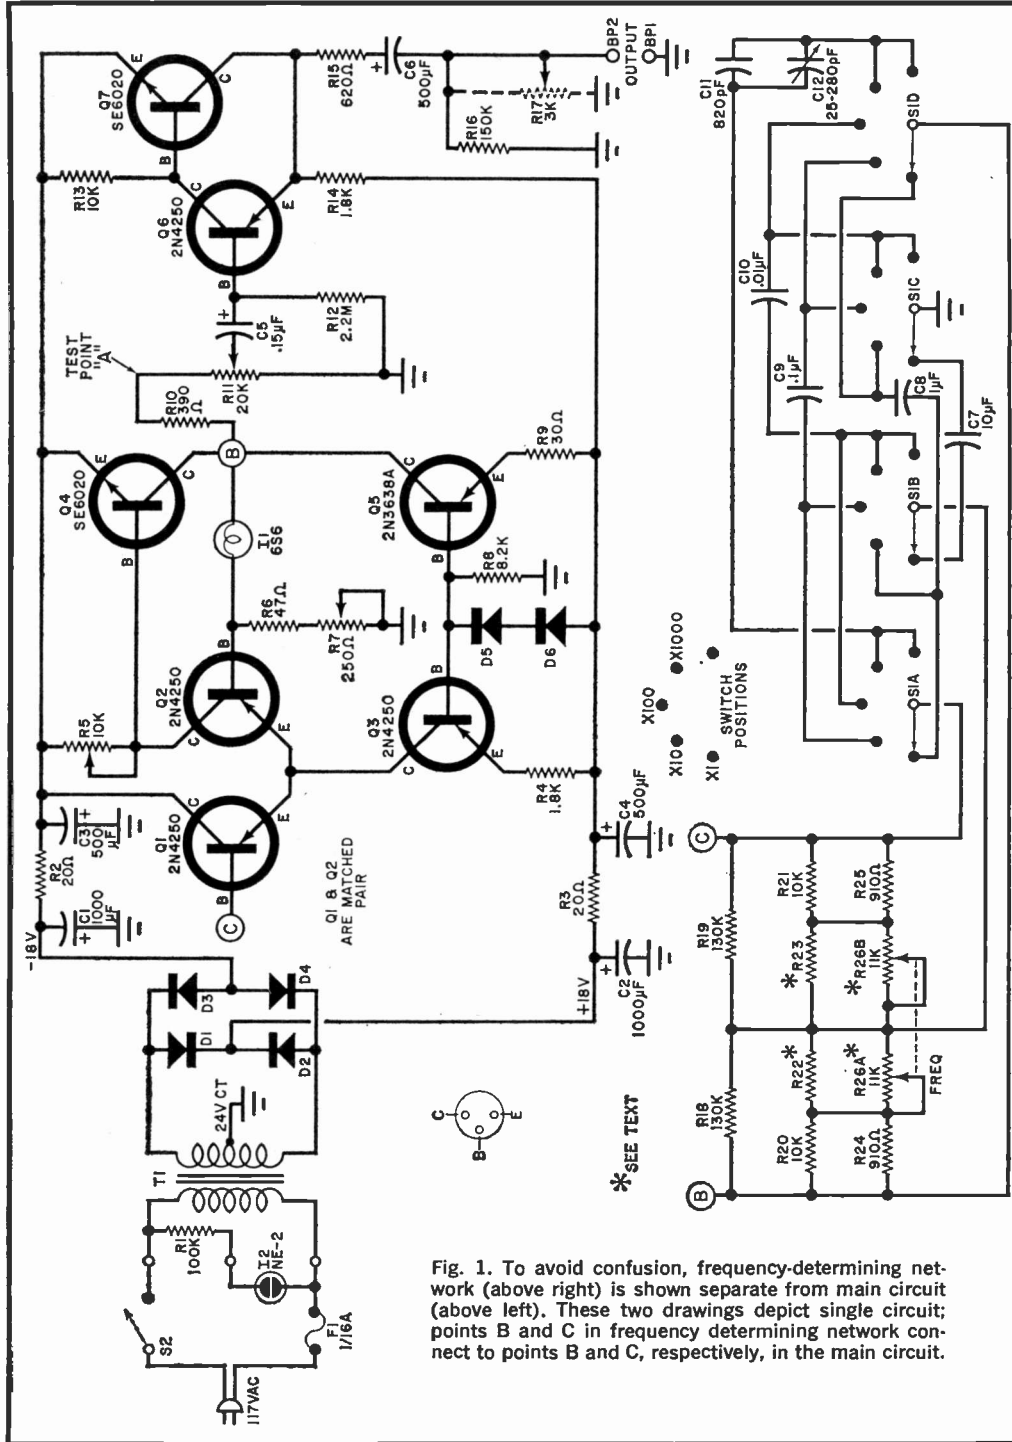 Q7
SE6020
E
C
B
R13
10K
Q6
2N4250
C
B
E
R14
1.8K
R15
620Ω
+
C6
500µF
R16
150K
R17
3K
BP2
OUTPUT
BP1
TEST
POINT
"A"
R10
390
Ω
R11
20K
+
C5
.15µF
R12
2.2M
Q4
SE6020
E
C
B
B
I1
6S6
Q5
2N3638A
C
E
R9
30Ω
R8
8.2K
R5
10K
Q2
2N4250
B
C
E
R6
47Ω
R7
250Ω
D5
D6
Q3
2N4250
C
E
R4
1.8K
R2
20Ω
C3
500
µF
+
C1
1000
µF
+
-18V
Q1
2N4250
C
B
E
C
Q1 & Q2
ARE MATCHED
PAIR
R3
20Ω
+
C4
500µF
+
C2
1000µF
+18V
D3
D4
D1
D2
24V CT
T1
R1
100K
I2
NE-2
F1
1/16A
S2
117VAC
C
E
B
*SEE TEXT
C11
820pF
C12
25-280pF
S1D
C10
.01µF
S1C
C9
.1µF
C8
1µF
C7
10µF
S1B
S1A
X1
X10
X100
X1000
SWITCH
POSITIONS
C
R19
130K
R21
10K
R25
910Ω
*R23
*R26B
11K
R18
130K
R22*
R26A*
11K
R20
10K
R24
910Ω
FREQ
B
Fig. 1. To avoid confusion, frequency-determining net-
work (above right) is shown separate from main circuit
(above left). These two drawings depict single circuit;
points B and C in frequency determining network con-
nect to points B and C, respectively, in the main circuit.